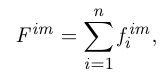 $F^{im} = \sum_{i=1}^{n} f_i^{im},$